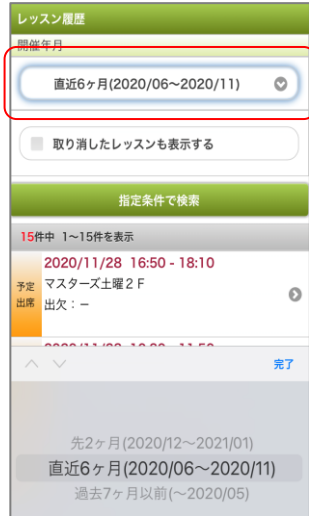 レッスン履歴
開催年月
直近6ヶ月(2020/06〜2020/11)
取り消したレッスンも表示する
指定条件で検索
15件中 1〜15件を表示
2020/11/28 16:50 - 18:10
予定
出席
マスターズ土曜２Ｆ
出欠：−
完了
先2ヶ月(2020/12〜2021/01)
直近6ヶ月(2020/06〜2020/11)
過去7ヶ月以前(〜2020/05)